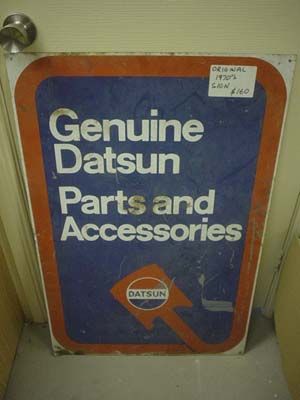 ORIGINAL
1970's
SIGN
$160
Genuine
Datsun
Parts and
Accessories
DATSUN